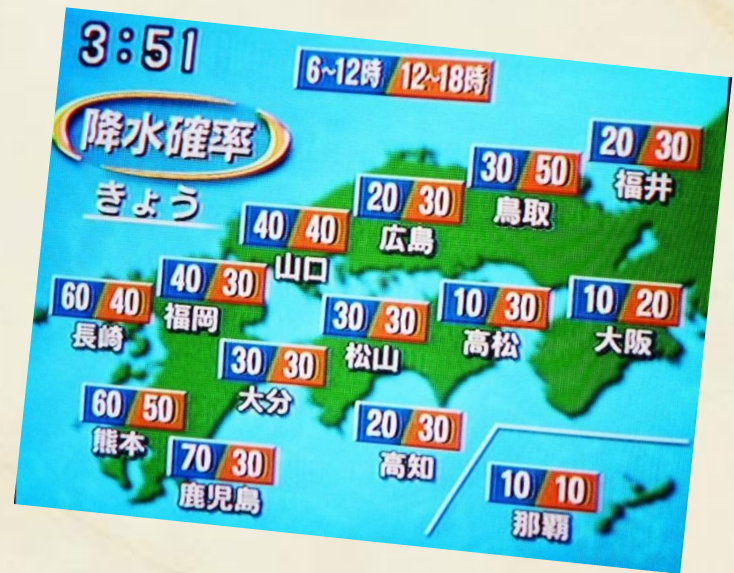 3:51
6~12時 12~18時
降水確率
きょう
20 30
福井
30 50
鳥取
20 30
広島
40 40
山口
40 30
福岡
60 40
長崎
30 30
松山
10 30
高松
10 20
大阪
30 30
大分
60 50
熊本
20 30
高知
70 30
鹿児島
10 10
那覇